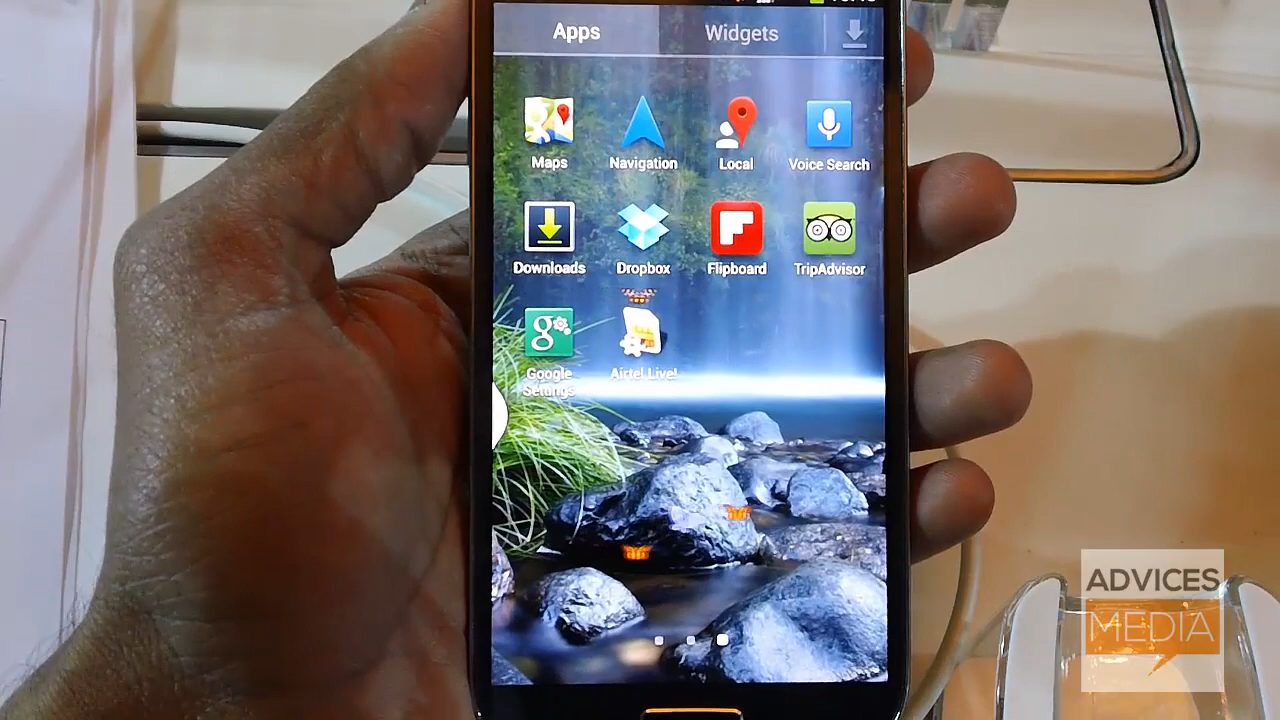 Apps
Widgets
Maps
Navigation
Local
Voice Search
Downloads
Dropbox
Flipboard
TripAdvisor
Google
Settings
Airtel Live!
ADVICES
MEDIA